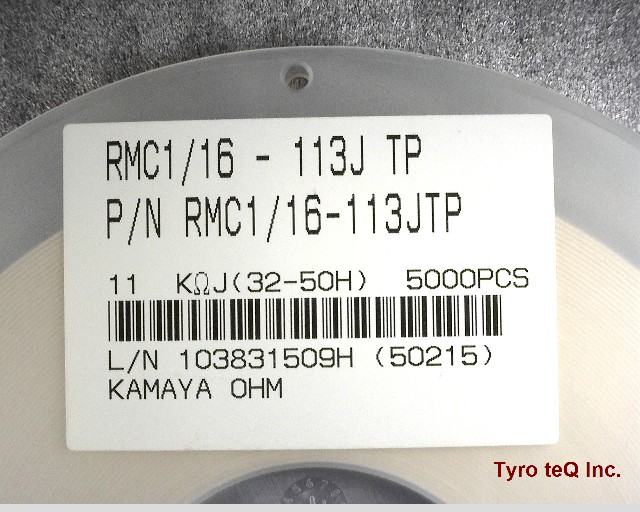 RMC1/16 - 113J TP
P/N RMC1/16-113JTP
11 KΩJ(32-50H) 5000PCS
L/N 103831509H (50215)
KAMAYA OHM
Tyro teQ Inc.